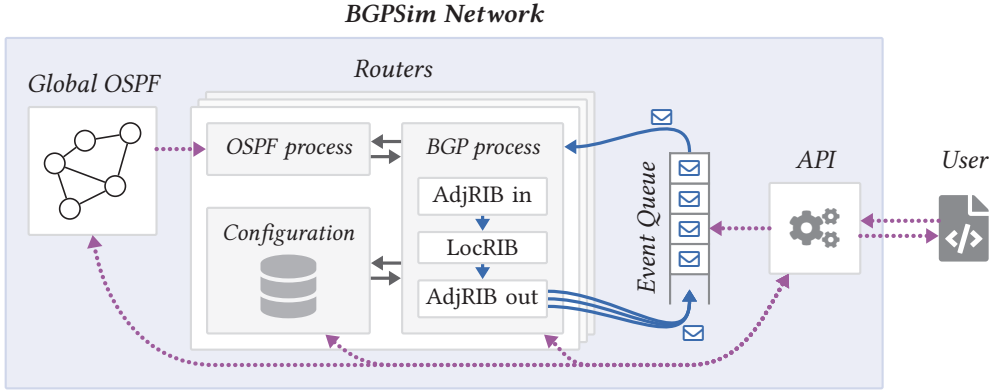 BGPSim Network
Global OSPF
Routers
OSPF process
BGP process
AdjRIB in
LocRIB
AdjRIB out
Configuration
Event Queue
API
User